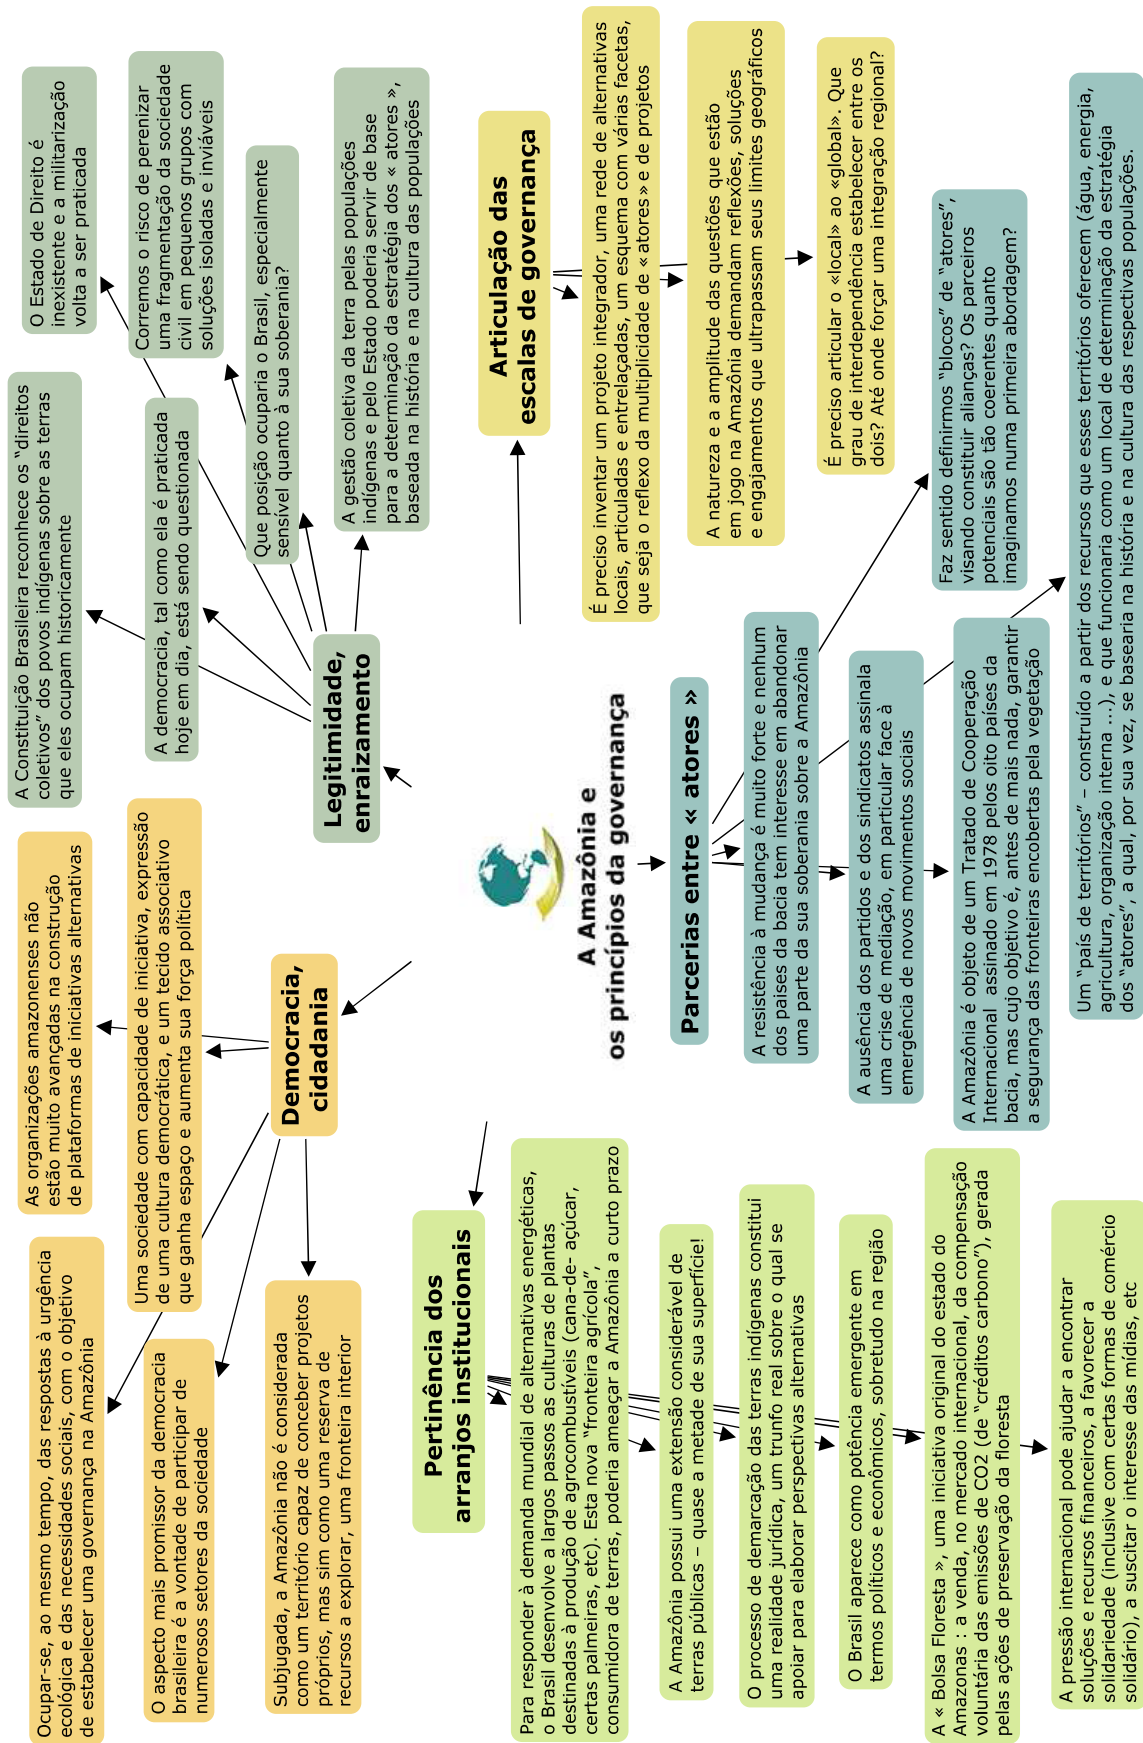 A Amazônia e
os princípios da governança
Democracia,
cidadania
Ocupar-se, ao mesmo tempo, das respostas à urgência
ecológica e das necessidades sociais, com o objetivo
de estabelecer uma governança na Amazônia
As organizações amazonenses não
estão muito avançadas na construção
de plataformas de iniciativas alternativas
Uma sociedade com capacidade de iniciativa, expressão
de uma cultura democrática, e um tecido associativo
que ganha espaço e aumenta sua força política
O aspecto mais promissor da democracia
brasileira é a vontade de participar de
numerosos setores da sociedade
Subjugada, a Amazônia não é considerada
como um território capaz de conceber projetos
próprios, mas sim como uma reserva de
recursos a explorar, uma fronteira interior
Legitimidade,
enraizamento
A Constituição Brasileira reconhece os “direitos
coletivos” dos povos indígenas sobre as terras
que eles ocupam historicamente
O Estado de Direito é
inexistente e a militarização
volta a ser praticada
A democracia, tal como ela é praticada
hoje em dia, está sendo questionada
Corremos o risco de perenizar
uma fragmentação da sociedade
civil em pequenos grupos com
soluções isoladas e inviáveis
Que posição ocuparia o Brasil, especialmente
sensível quanto à sua soberania?
A gestão coletiva da terra pelas populações
indígenas e pelo Estado poderia servir de base
para a determinação da estratégia dos « atores »,
baseada na história e na cultura das populações
Articulação das
escalas de governança
É preciso inventar um projeto integrador, uma rede de alternativas
locais, articuladas e entrelaçadas, um esquema com várias facetas,
que seja o reflexo da multiplicidade de «atores» e de projetos
A natureza e a amplitude das questões que estão
em jogo na Amazônia demandam reflexões, soluções
e engajamentos que ultrapassam seus limites geográficos
É preciso articular o «local» ao «global». Que
grau de interdependência estabelecer entre os
dois? Até onde forçar uma integração regional?
Parcerias entre « atores »
A resistência à mudança é muito forte e nenhum
dos países da bacia tem interesse em abandonar
uma parte da sua soberania sobre a Amazônia
A ausência dos partidos e dos sindicatos assinala
uma crise de mediação, em particular face à
emergência de novos movimentos sociais
A Amazônia é objeto de um Tratado de Cooperação
Internacional assinado em 1978 pelos oito países da
bacia, mas cujo objetivo é, antes de mais nada, garantir
a segurança das fronteiras encobertas pela vegetação
Faz sentido definirmos “blocos” de “atores”,
visando constituir alianças? Os parceiros
potenciais são tão coerentes quanto
imaginamos numa primeira abordagem?
Um “país de territórios” – construído a partir dos recursos que esses territórios oferecem (água, energia,
agricultura, organização interna ...), e que funcionaria como um local de determinação da estratégia
dos “atores”, a qual, por sua vez, se basearia na história e na cultura das respectivas populações.
Pertinência dos
arranjos institucionais
Para responder à demanda mundial de alternativas energéticas,
o Brasil desenvolve a largos passos as culturas de plantas
destinadas à produção de agrocombustíveis (cana-de- açúcar,
certas palmeiras, etc). Esta nova “fronteira agrícola”,
consumidora de terras, poderia ameaçar a Amazônia a curto prazo
A Amazônia possui uma extensão considerável de
terras públicas – quase a metade de sua superfície!
O processo de demarcação das terras indígenas constitui
uma realidade jurídica, um trunfo real sobre o qual se
apoiar para elaborar perspectivas alternativas
O Brasil aparece como potência emergente em
termos políticos e econômicos, sobretudo na região
A « Bolsa Floresta », uma iniciativa original do estado do
Amazonas : a venda, no mercado internacional, da compensação
voluntária das emissões de CO2 (de “créditos carbono”), gerada
pelas ações de preservação da floresta
A pressão internacional pode ajudar a encontrar
soluções e recursos financeiros, a favorecer a
solidariedade (inclusive com certas formas de comércio
solidário), a suscitar o interesse das mídias, etc